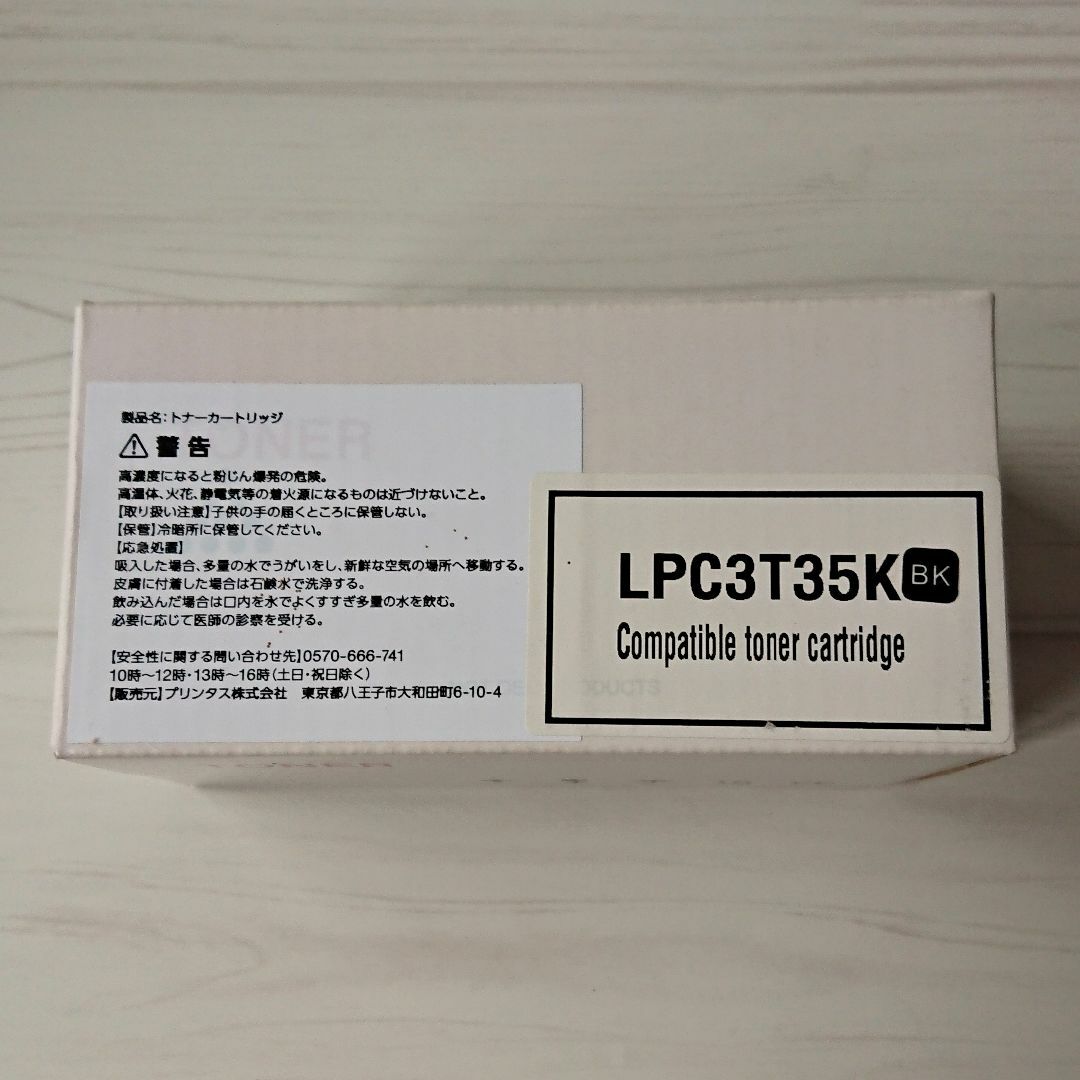 製品名:トナーカートリッジ
TONER
⚠ 警告
高濃度になると粉じん爆発の危険。
高温体、火花、静電気等の着火源になるものは近づけないこと。
【取り扱い注意】子供の手の届くところに保管しない。
【保管】冷暗所に保管してください。
【応急処置】
吸入した場合、多量の水でうがいをし、新鮮な空気の場所へ移動する。
皮膚に付着した場合は石鹸水で洗浄する。
飲み込んだ場合は口内を水でよくすすぎ多量の水を飲む。
必要に応じて医師の診察を受ける。
【安全性に関する問い合わせ先】0570-666-741
10時~12時・13時~16時(土日・祝日除く)
【販売元】プリンタス株式会社 東京都八王子市大和田町6-10-4
LPC3T35K BK
Compatible toner cartridge
TONER